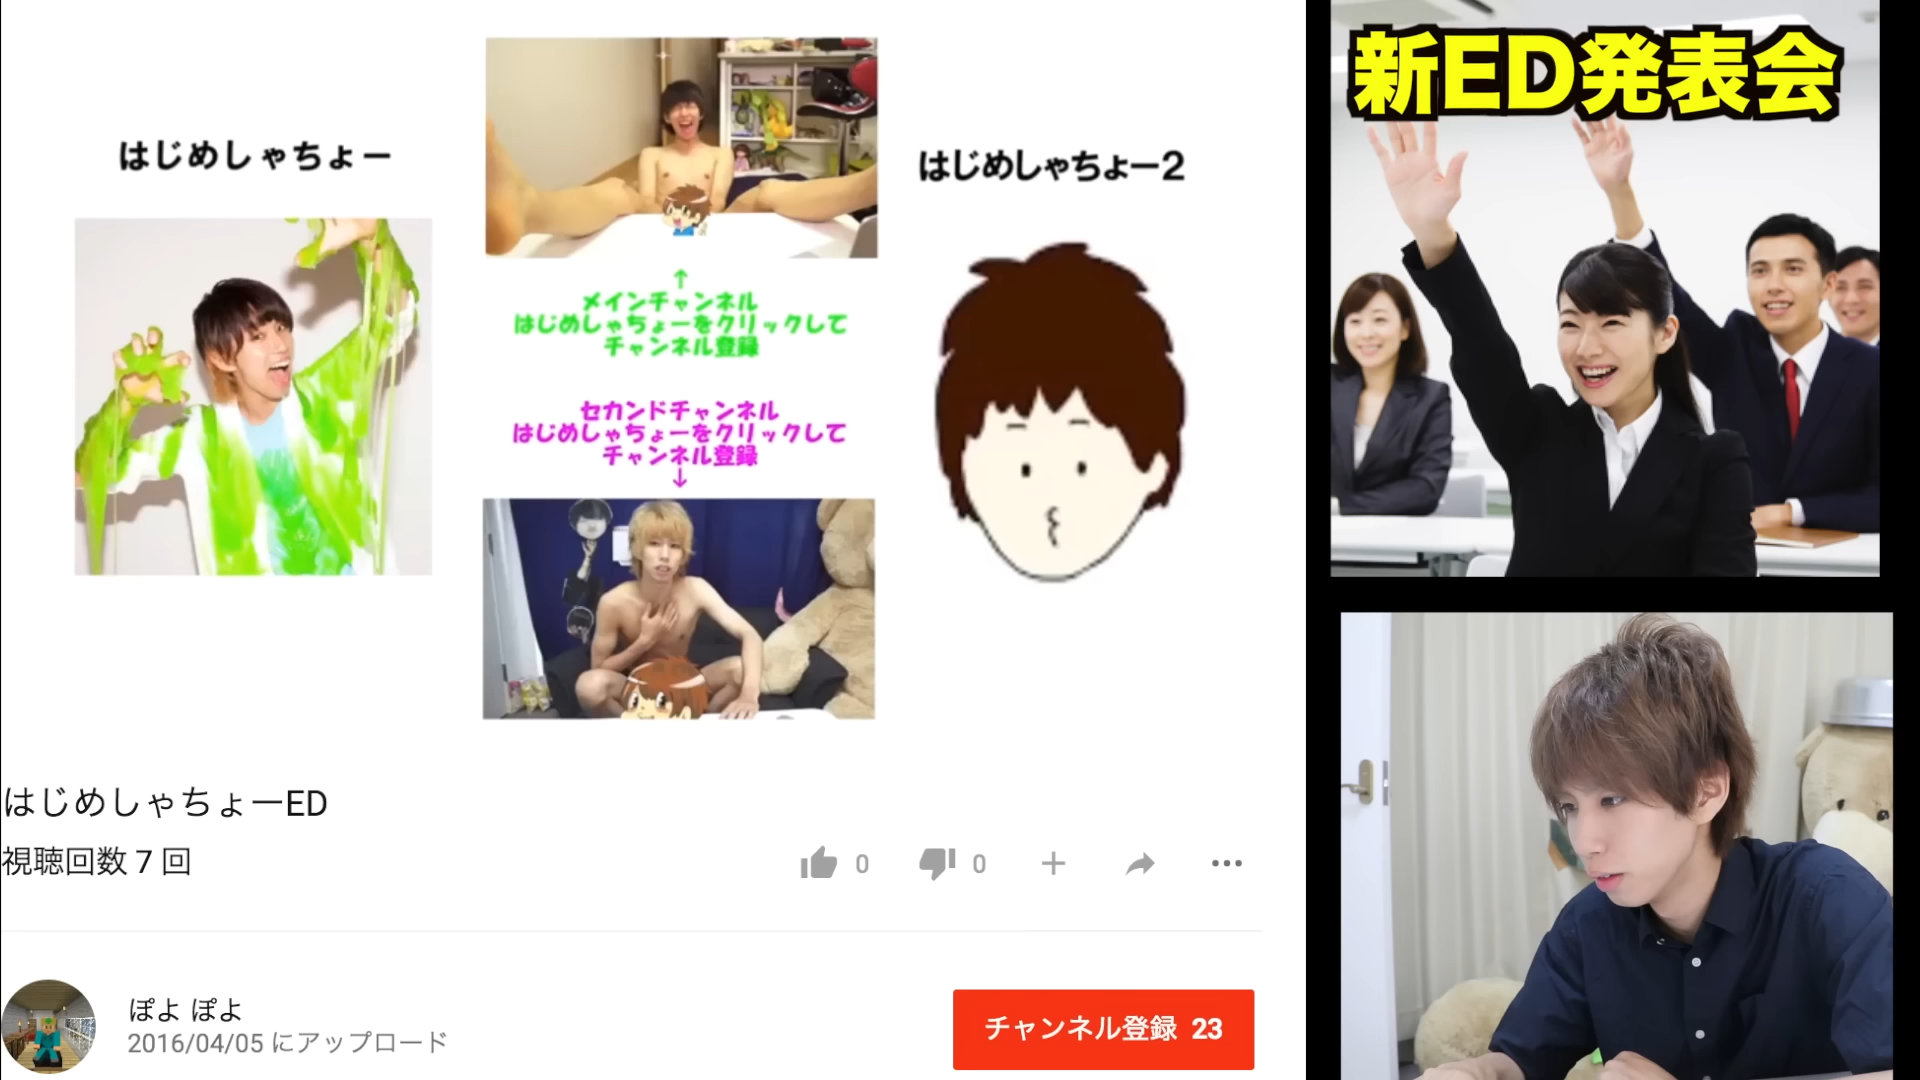 はじめしゃちょー
↑
メインチャンネル
はじめしゃちょーをクリックして
チャンネル登録
セカンドチャンネル
はじめしゃちょーをクリックして
チャンネル登録
↓
はじめしゃちょー2
はじめしゃちょーED
視聴回数 7 回
0
0
ぽよ ぽよ
2016/04/05 にアップロード
チャンネル登録 23
新ED発表会